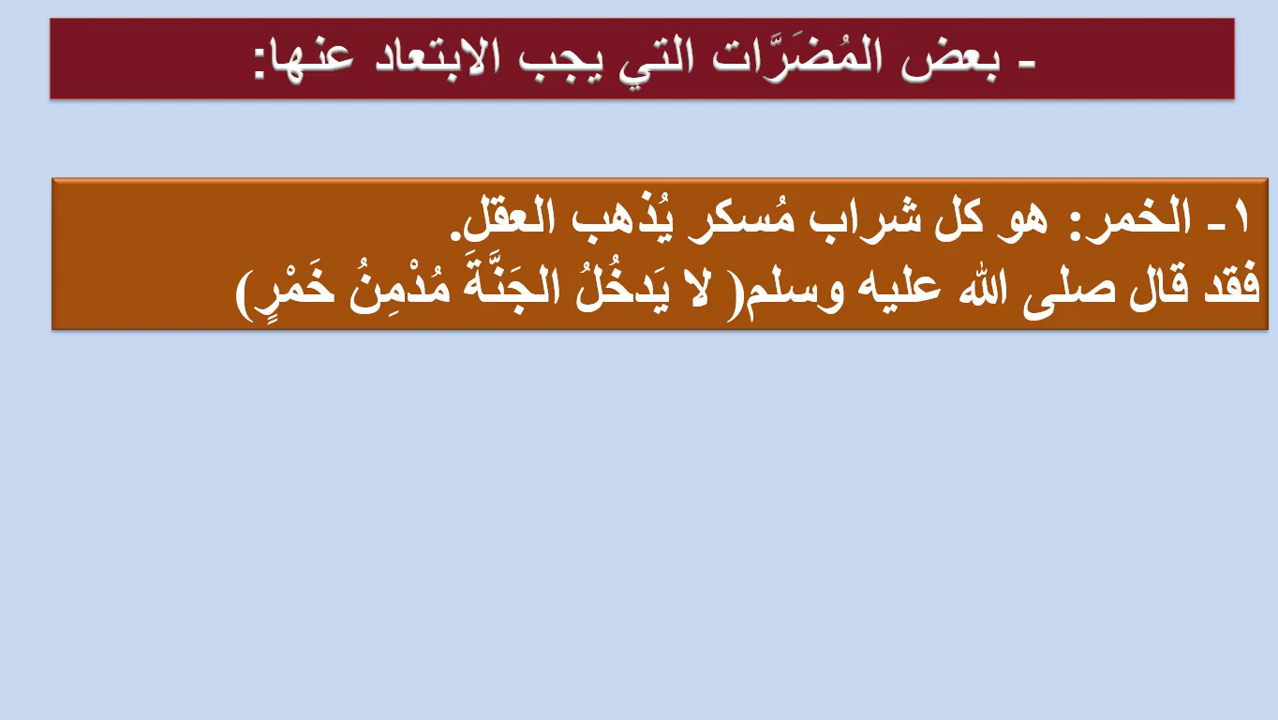 - بعض المُضَرَّات التي يجب الابتعاد عنها:
١- الخمر: هو كل شراب مُسكر يُذهب العقل.
فقد قال صلى الله عليه وسلم( لا يَدخُلُ الجَنَّةَ مُدْمِنُ خَمْرٍ)